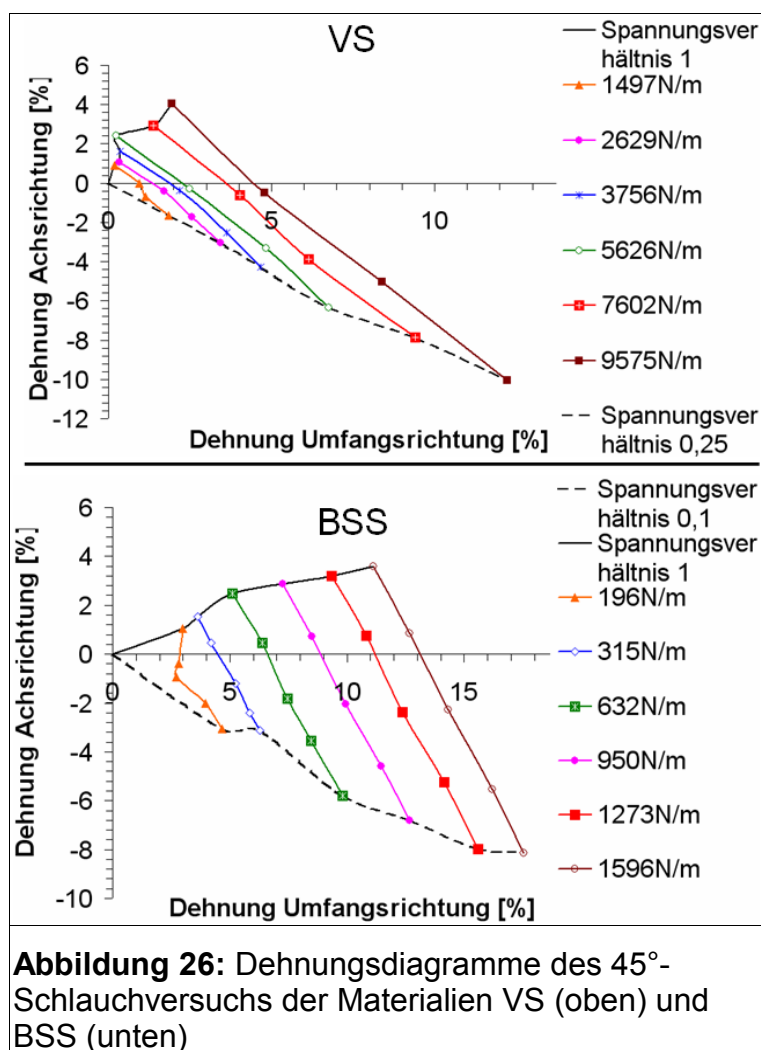 VS
Dehnung Achsrichtung [%]
6
4
2
0
-2
-4
-6
-8
-10
-12
0
5
10
Dehnung Umfangsrichtung [%]
Spannungsver
hältnis 1
1497N/m
2629N/m
3756N/m
5626N/m
7602N/m
9575N/m
Spannungsver
hältnis 0,25
BSS
Dehnung Achsrichtung [%]
6
4
2
0
-2
-4
-6
-8
-10
0
5
10
15
Dehnung Umfangsrichtung [%]
Spannungsver
hältnis 0,1
Spannungsver
hältnis 1
196N/m
315N/m
632N/m
950N/m
1273N/m
1596N/m
Abbildung 26: Dehnungsdiagramme des 45°-
Schlauchversuchs der Materialien VS (oben) und
BSS (unten)